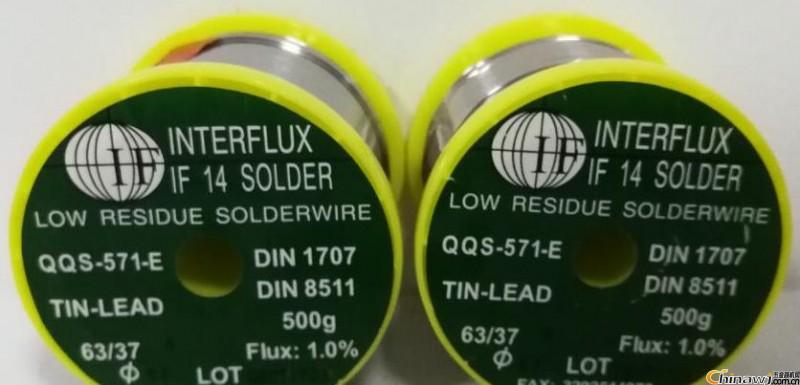 IF
INTERFLUX
IF 14 SOLDER
LOW RESIDUE SOLDERWIRE
QQS-571-E
DIN 1707
TIN-LEAD
DIN 8511
500g
63/37
Flux: 1.0%
Φ
LOT
IF
INTERFLUX
IF 14 SOLDER
LOW RESIDUE SOLDERWIRE
QQS-571-E
DIN 1707
TIN-LEAD
DIN 8511
500g
63/37
Flux: 1.0%
Φ
LOT